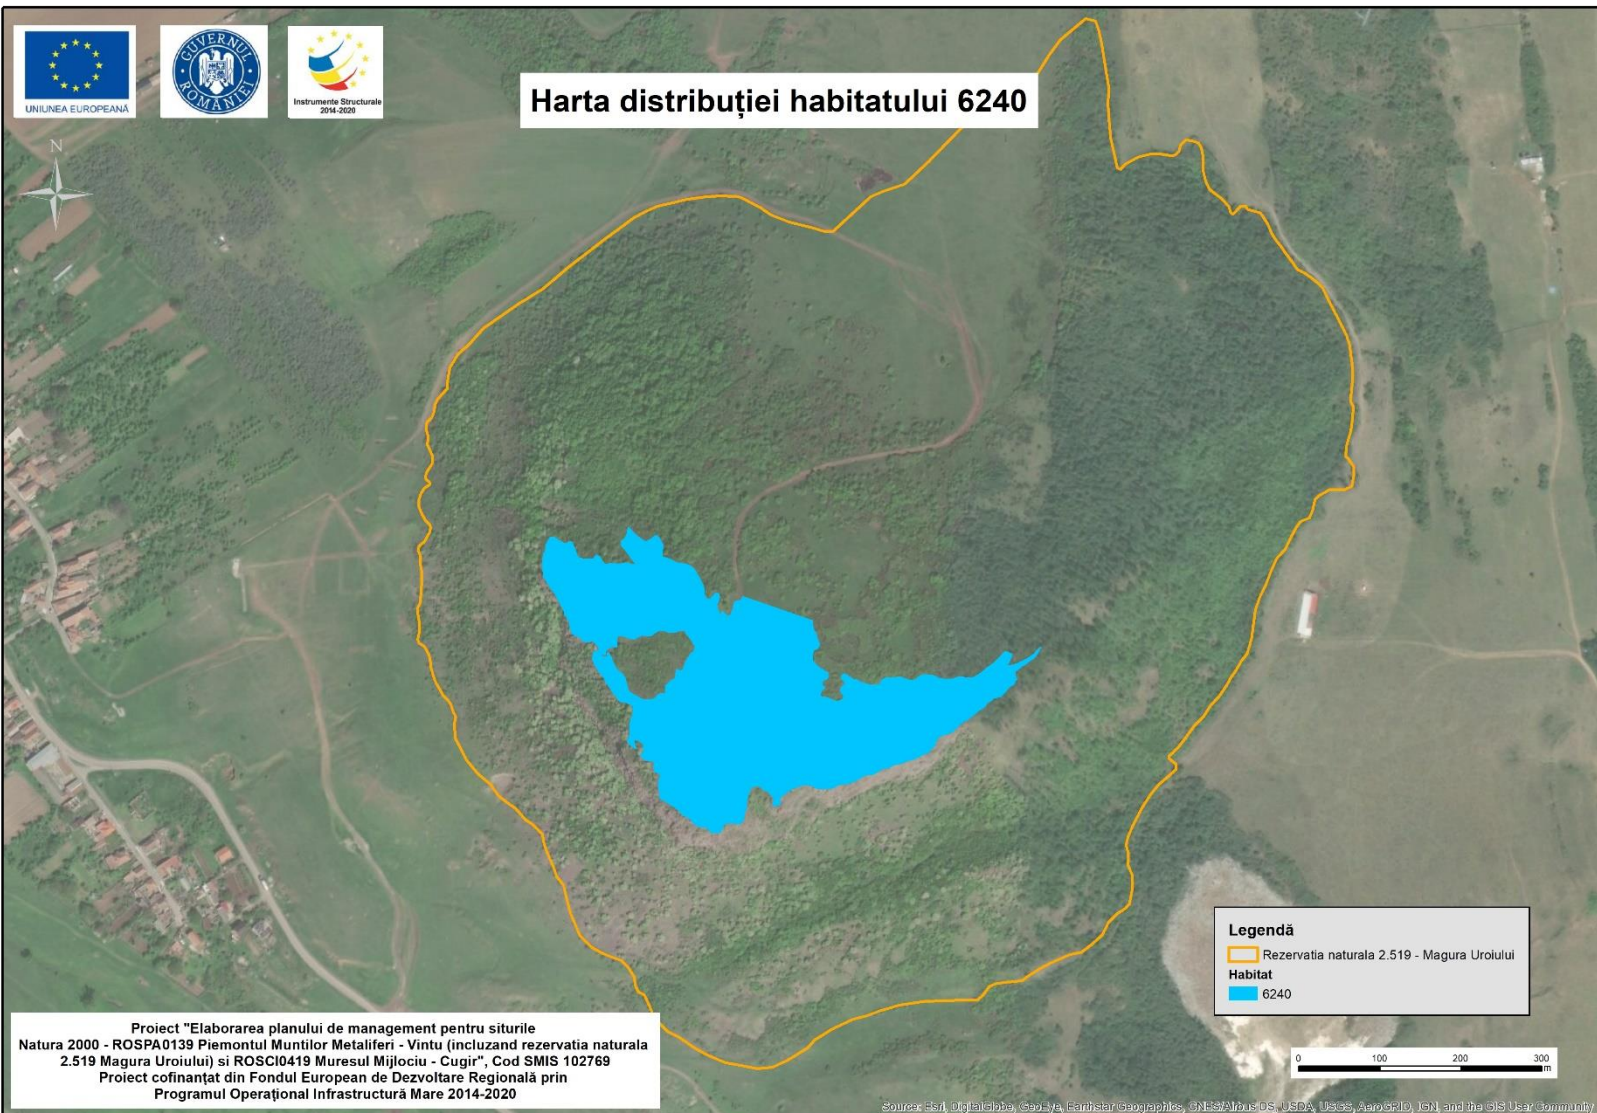 UNIUNEA EUROPEANĂ
GUVERNUL ROMÂNIEI
Instrumente Structurale
2014-2020
Harta distribuției habitatului 6240
N
Legendă
Rezervatia naturala 2.519 - Magura Uroiului
Habitat
6240
Proiect "Elaborarea planului de management pentru siturile
Natura 2000 - ROSPA0139 Piemontul Muntilor Metaliferi - Vintu (incluzand rezervatia naturala
2.519 Magura Uroiului) si ROSCI0419 Muresul Mijlociu - Cugir", Cod SMIS 102769
Proiect cofinanțat din Fondul European de Dezvoltare Regională prin
Programul Operațional Infrastructură Mare 2014-2020
0 100 200 300
m
Source: Esri, DigitalGlobe, GeoEye, Earthstar Geographics, CNES/Airbus DS, USDA, USGS, AeroGRID, IGN, and the GIS User Community